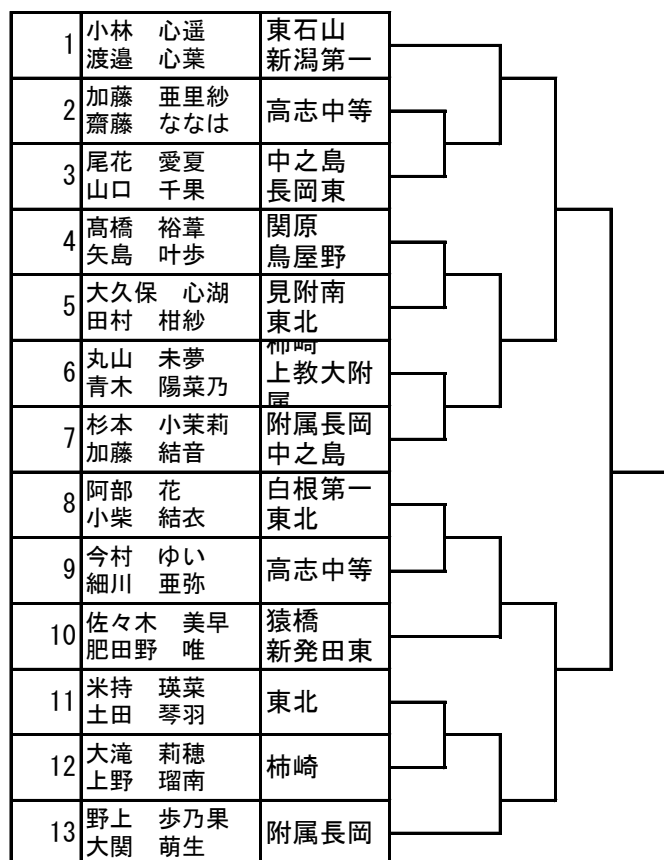 1 小林　心遥 東石山
渡邉　心葉 新潟第一
2 加藤　亜里紗 高志中等
齋藤　ななは
3 尾花　愛夏 中之島
山口　千果 長岡東
4 髙橋　裕葦 関原
矢島　叶歩 鳥屋野
5 大久保　心湖 見附南
田村　柑紗 東北
6 丸山　未夢 柿崎
青木　陽菜乃 上教大附
属
7 杉本　小茉莉 附属長岡
加藤　結音 中之島
8 阿部　花 白根第一
小柴　結衣 東北
9 今村　ゆい 高志中等
細川　亜弥
10 佐々木　美早 猿橋
肥田野　唯 新発田東
11 米持　瑛菜 東北
土田　琴羽
12 大滝　莉穂 柿崎
上野　瑠南
13 野上　歩乃果 附属長岡
大関　萌生